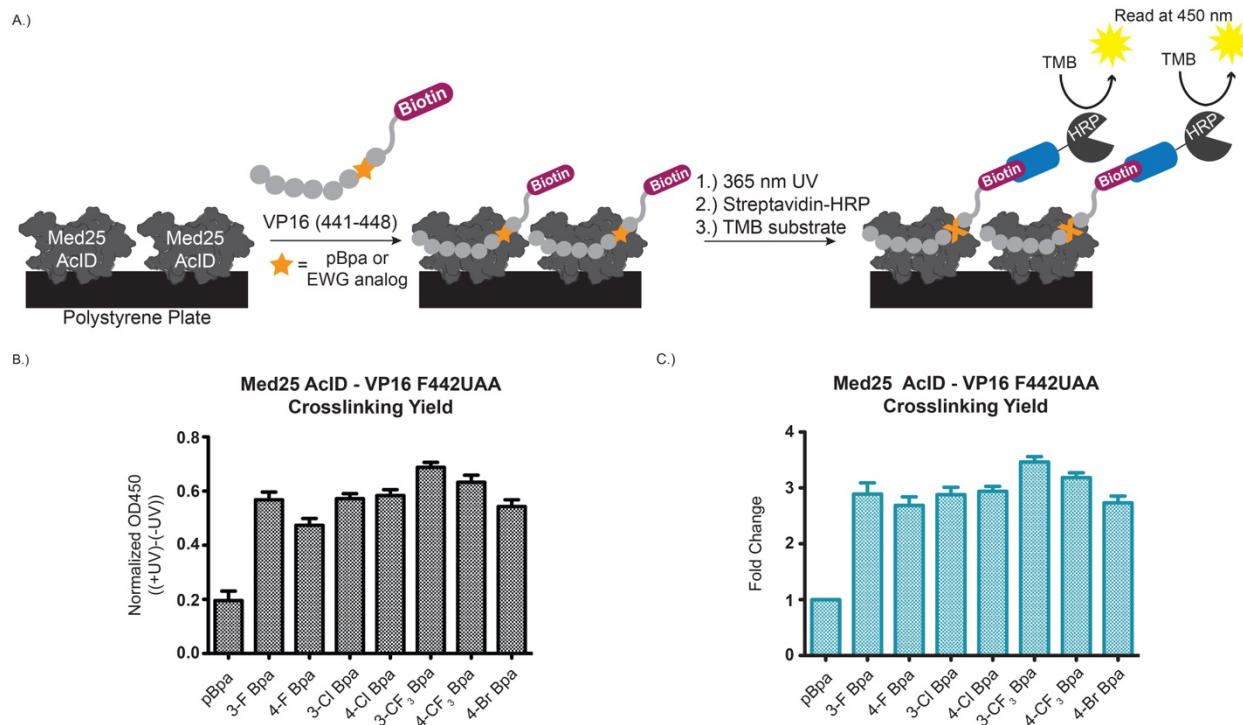 A.)
Read at 450 nm
TMB
TMB
HRP
HRP
Biotin
Biotin
Biotin
Biotin
Biotin
Med25
AcID
Med25
AcID
VP16 (441-448)
= pBpa or
EWG analog
1.) 365 nm UV
2.) Streptavidin-HRP
3.) TMB substrate
Polystyrene Plate
B.)
Med25 AcID - VP16 F442UAA
Crosslinking Yield
Normalized OD450
((+UV)-(-UV))
0.8
0.6
0.4
0.2
0.0
pBpa
3-F Bpa
4-F Bpa
3-Cl Bpa
4-Cl Bpa
3-CF3 Bpa
4-CF3 Bpa
4-Br Bpa
C.)
Med25 AcID - VP16 F442UAA
Crosslinking Yield
Fold Change
4
3
2
1
0
pBpa
3-F Bpa
4-F Bpa
3-Cl Bpa
4-Cl Bpa
3-CF3 Bpa
4-CF3 Bpa
4-Br Bpa